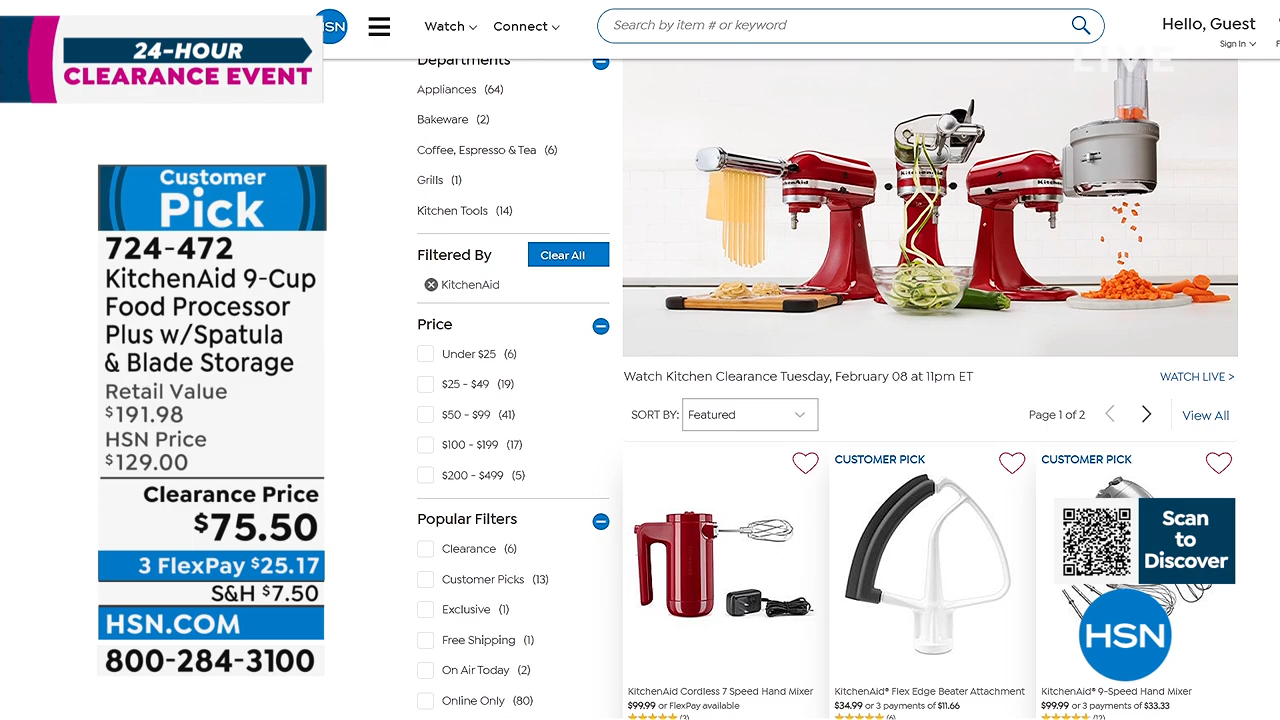 24-HOUR
CLEARANCE EVENT
HSN
Watch
Connect
Search by item # or keyword
Hello, Guest
Sign In
LIVE
Customer
Pick
724-472
KitchenAid 9-Cup
Food Processor
Plus w/Spatula
& Blade Storage
Retail Value
$191.98
HSN Price
$129.00
Clearance Price
$75.50
3 FlexPay $25.17
S&H $7.50
HSN.COM
800-284-3100
Departments
Appliances (64)
Bakeware (2)
Coffee, Espresso & Tea (6)
Grills (1)
Kitchen Tools (14)
Filtered By
Clear All
KitchenAid
Price
Under $25 (6)
$25 - $49 (19)
$50 - $99 (41)
$100 - $199 (17)
$200 - $499 (5)
Popular Filters
Clearance (6)
Customer Picks (13)
Exclusive (1)
Free Shipping (1)
On Air Today (2)
Online Only (80)
KitchenAid
KitchenAid
KitchenAid
Watch Kitchen Clearance Tuesday, February 08 at 11pm ET
WATCH LIVE >
SORT BY: Featured
Page 1 of 2
View All
KitchenAid Cordless 7 Speed Hand Mixer
$99.99 or FlexPay available
(3)
CUSTOMER PICK
KitchenAid® Flex Edge Beater Attachment
$34.99 or 3 payments of $11.66
(6)
CUSTOMER PICK
Scan
to
Discover
HSN
KitchenAid® 9-Speed Hand Mixer
$99.99 or 3 payments of $33.33
(12)